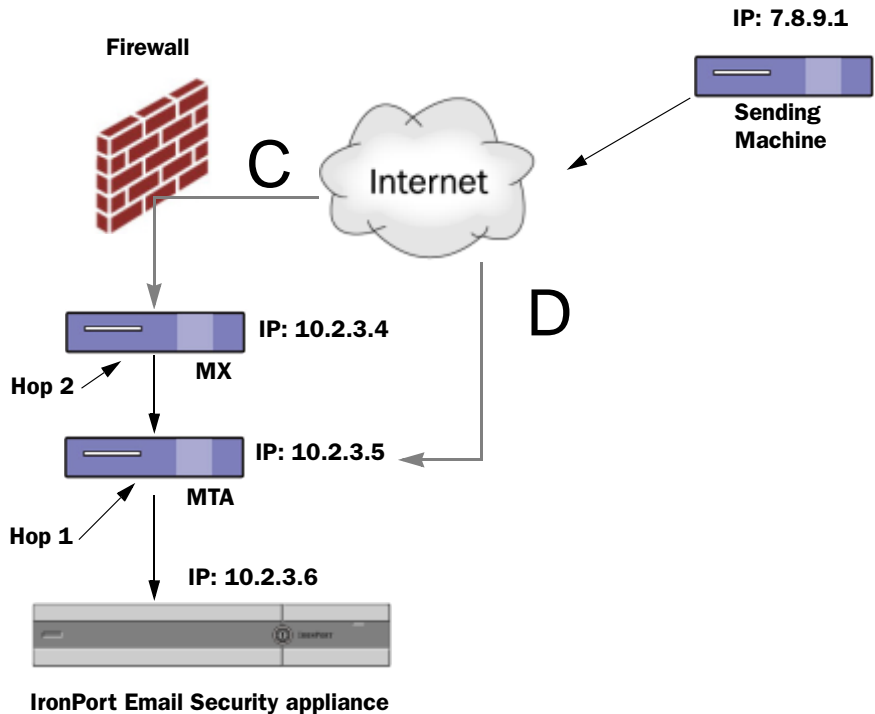 IP: 7.8.9.1
Firewall
Sending
Machine
C
Internet
D
IP: 10.2.3.4
MX
Hop 2
IP: 10.2.3.5
MTA
Hop 1
IP: 10.2.3.6
IRONPORT
IronPort Email Security appliance